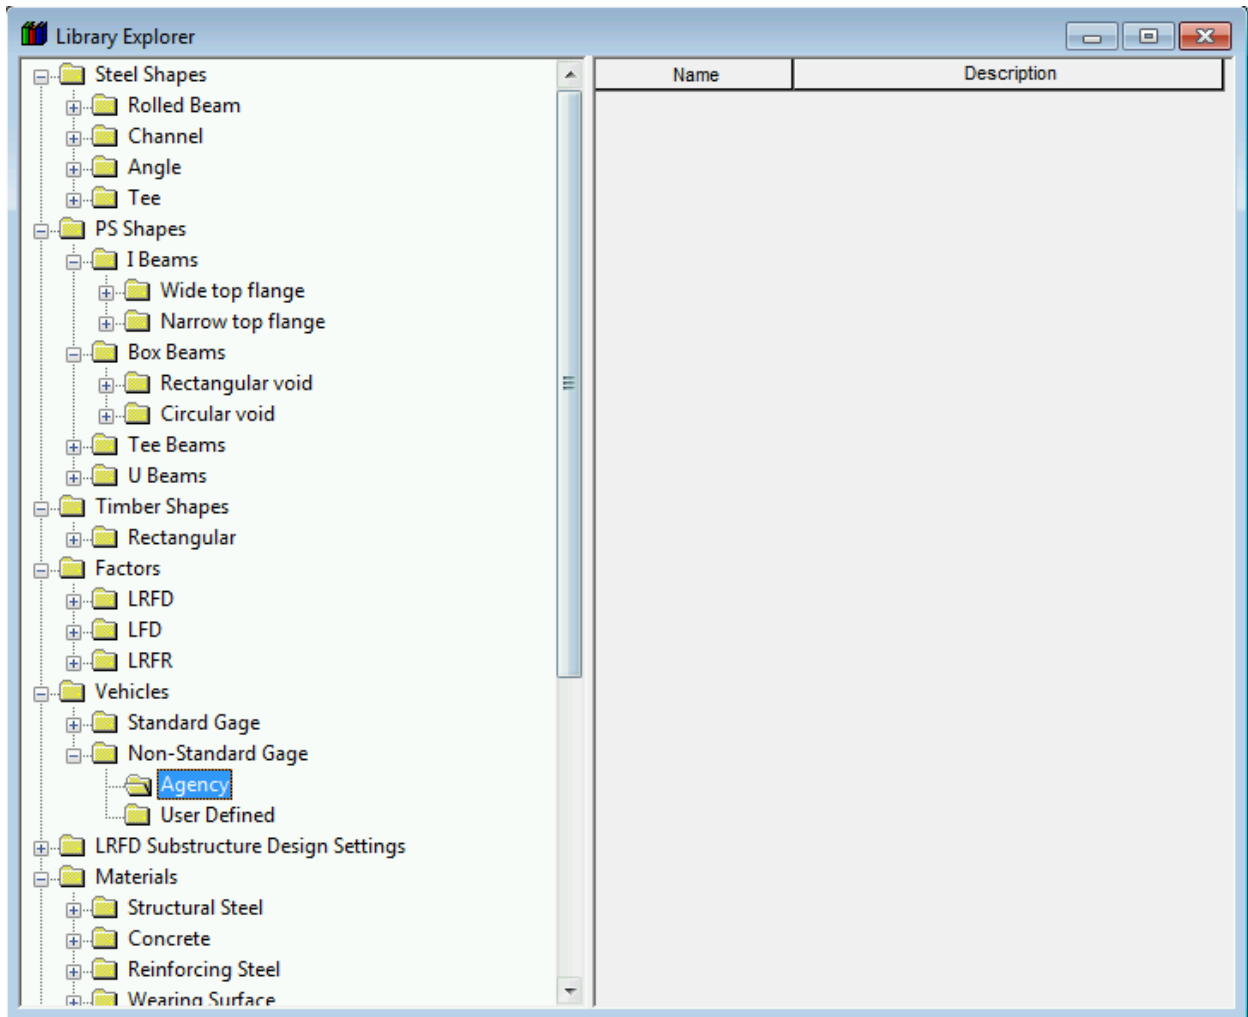 Library Explorer
Steel Shapes
Rolled Beam
Channel
Angle
Tee
PS Shapes
I Beams
Wide top flange
Narrow top flange
Box Beams
Rectangular void
Circular void
Tee Beams
U Beams
Timber Shapes
Rectangular
Factors
LRFD
LFD
LRFR
Vehicles
Standard Gage
Non-Standard Gage
Agency
User Defined
LRFD Substructure Design Settings
Materials
Structural Steel
Concrete
Reinforcing Steel
Wearing Surface
Name Description